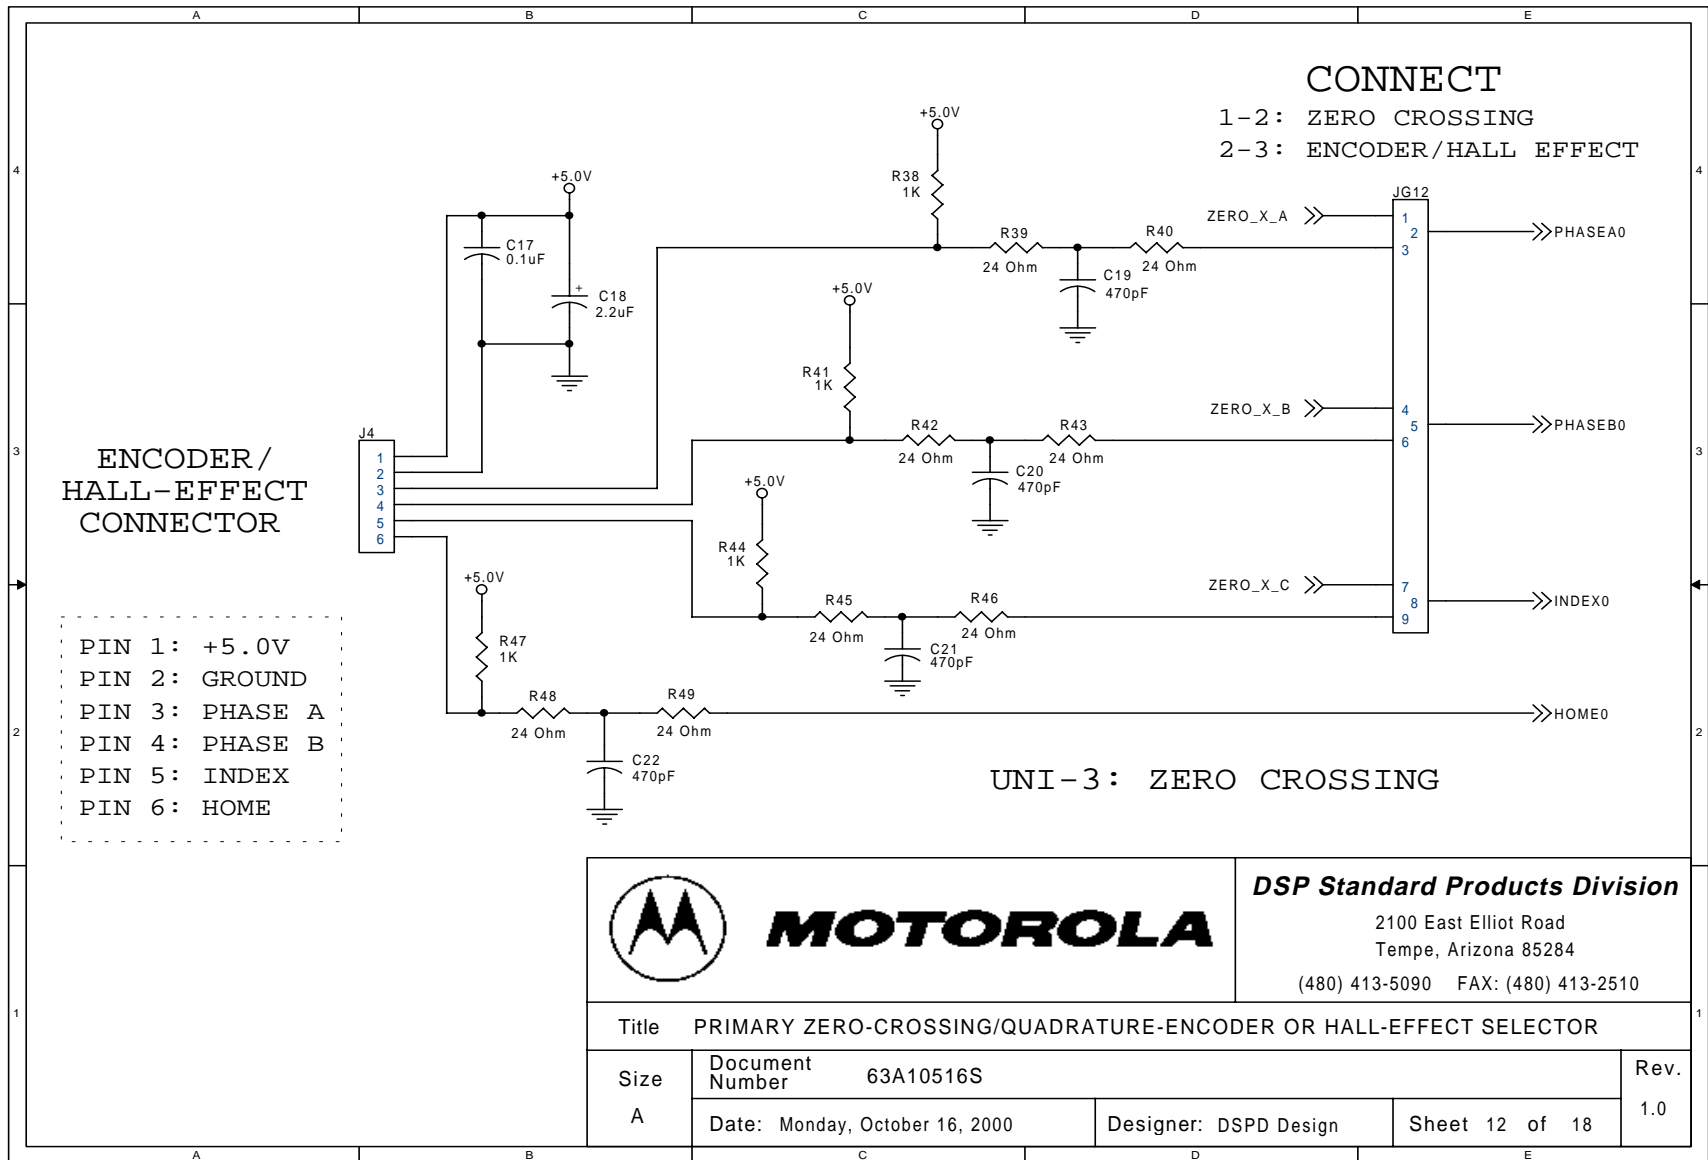 A B C D E
CONNECT
1-2: ZERO CROSSING
2-3: ENCODER/HALL EFFECT
4 4
+5.0V
R38
1K
+5.0V
C17
0.1uF
+
C18
2.2uF
R39
24 Ohm
R40
24 Ohm
C19
470pF
ZERO_X_A
JG12
1
2
3
PHASEA0
+5.0V
R41
1K
R42
24 Ohm
R43
24 Ohm
C20
470pF
ZERO_X_B
4
5
6
PHASEB0
3 3
ENCODER/
HALL-EFFECT
CONNECTOR
J4
1
2
3
4
5
6
+5.0V
R44
1K
R45
24 Ohm
R46
24 Ohm
C21
470pF
ZERO_X_C
7
8
9
INDEX0
+5.0V
R47
1K
R48
24 Ohm
R49
24 Ohm
C22
470pF
HOME0
2 2
PIN 1: +5.0V
PIN 2: GROUND
PIN 3: PHASE A
PIN 4: PHASE B
PIN 5: INDEX
PIN 6: HOME
UNI-3: ZERO CROSSING
MOTOROLA
DSP Standard Products Division
2100 East Elliot Road
Tempe, Arizona 85284
(480) 413-5090 FAX: (480) 413-2510
1 1
Title PRIMARY ZERO-CROSSING/QUADRATURE-ENCODER OR HALL-EFFECT SELECTOR
Size
A
Document
Number 63A10516S
Rev.
1.0
Date: Monday, October 16, 2000 Designer: DSPD Design Sheet 12 of 18
A B C D E